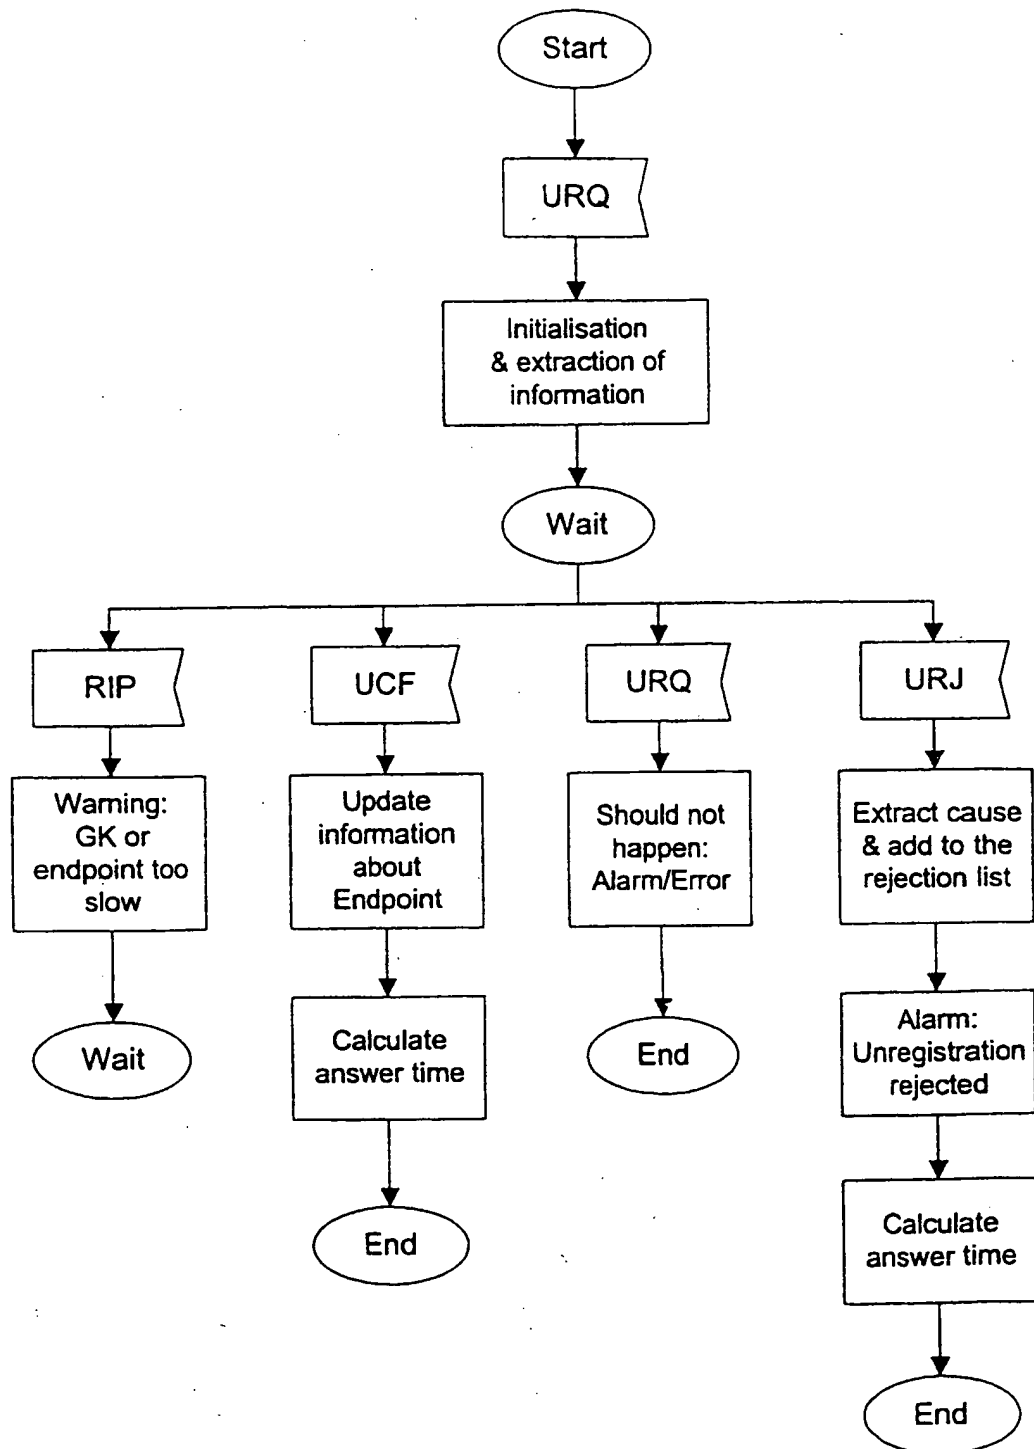 Start
URQ
Initialisation
& extraction of
information
Wait
RIP
UCF
URQ
URJ
Warning:
GK or
endpoint too
slow
Update
information
about
Endpoint
Should not
happen:
Alarm/Error
Extract cause
& add to the
rejection list
Wait
Calculate
answer time
End
Alarm:
Unregistration
rejected
End
Calculate
answer time
End